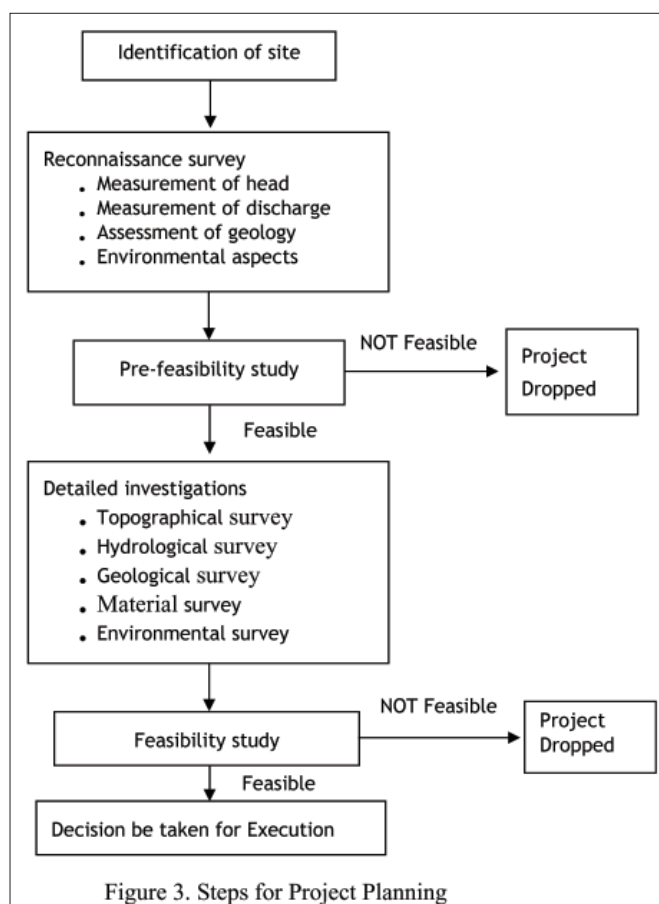 Identification of site
Reconnaissance survey
• Measurement of head
• Measurement of discharge
• Assessment of geology
• Environmental aspects
Pre-feasibility study
NOT Feasible
Project
Dropped
Feasible
Detailed investigations
• Topographical survey
• Hydrological survey
• Geological survey
• Material survey
• Environmental survey
Feasibility study
NOT Feasible
Project
Dropped
Feasible
Decision be taken for Execution
Figure 3. Steps for Project Planning